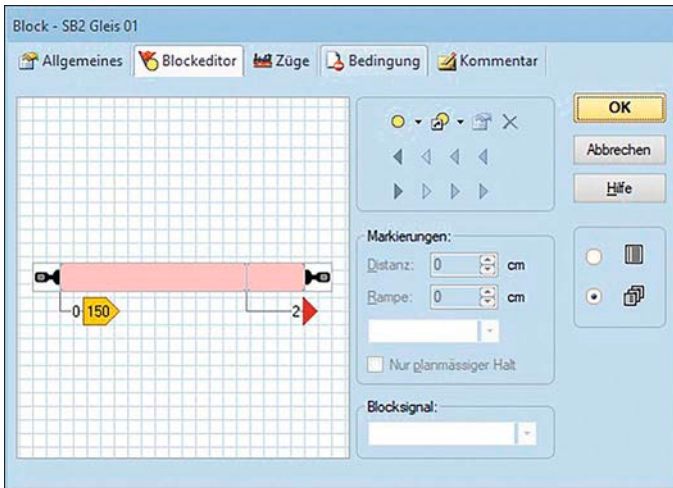 Block - SB2 Gleis 01
Allgemeines Blockeditor Züge Bedingung Kommentar
OK
Abbrechen
Hilfe
Markierungen:
Distanz: 0 cm
Rampe: 0 cm
Nur planmässiger Halt
Blocksignal:
0 150 2